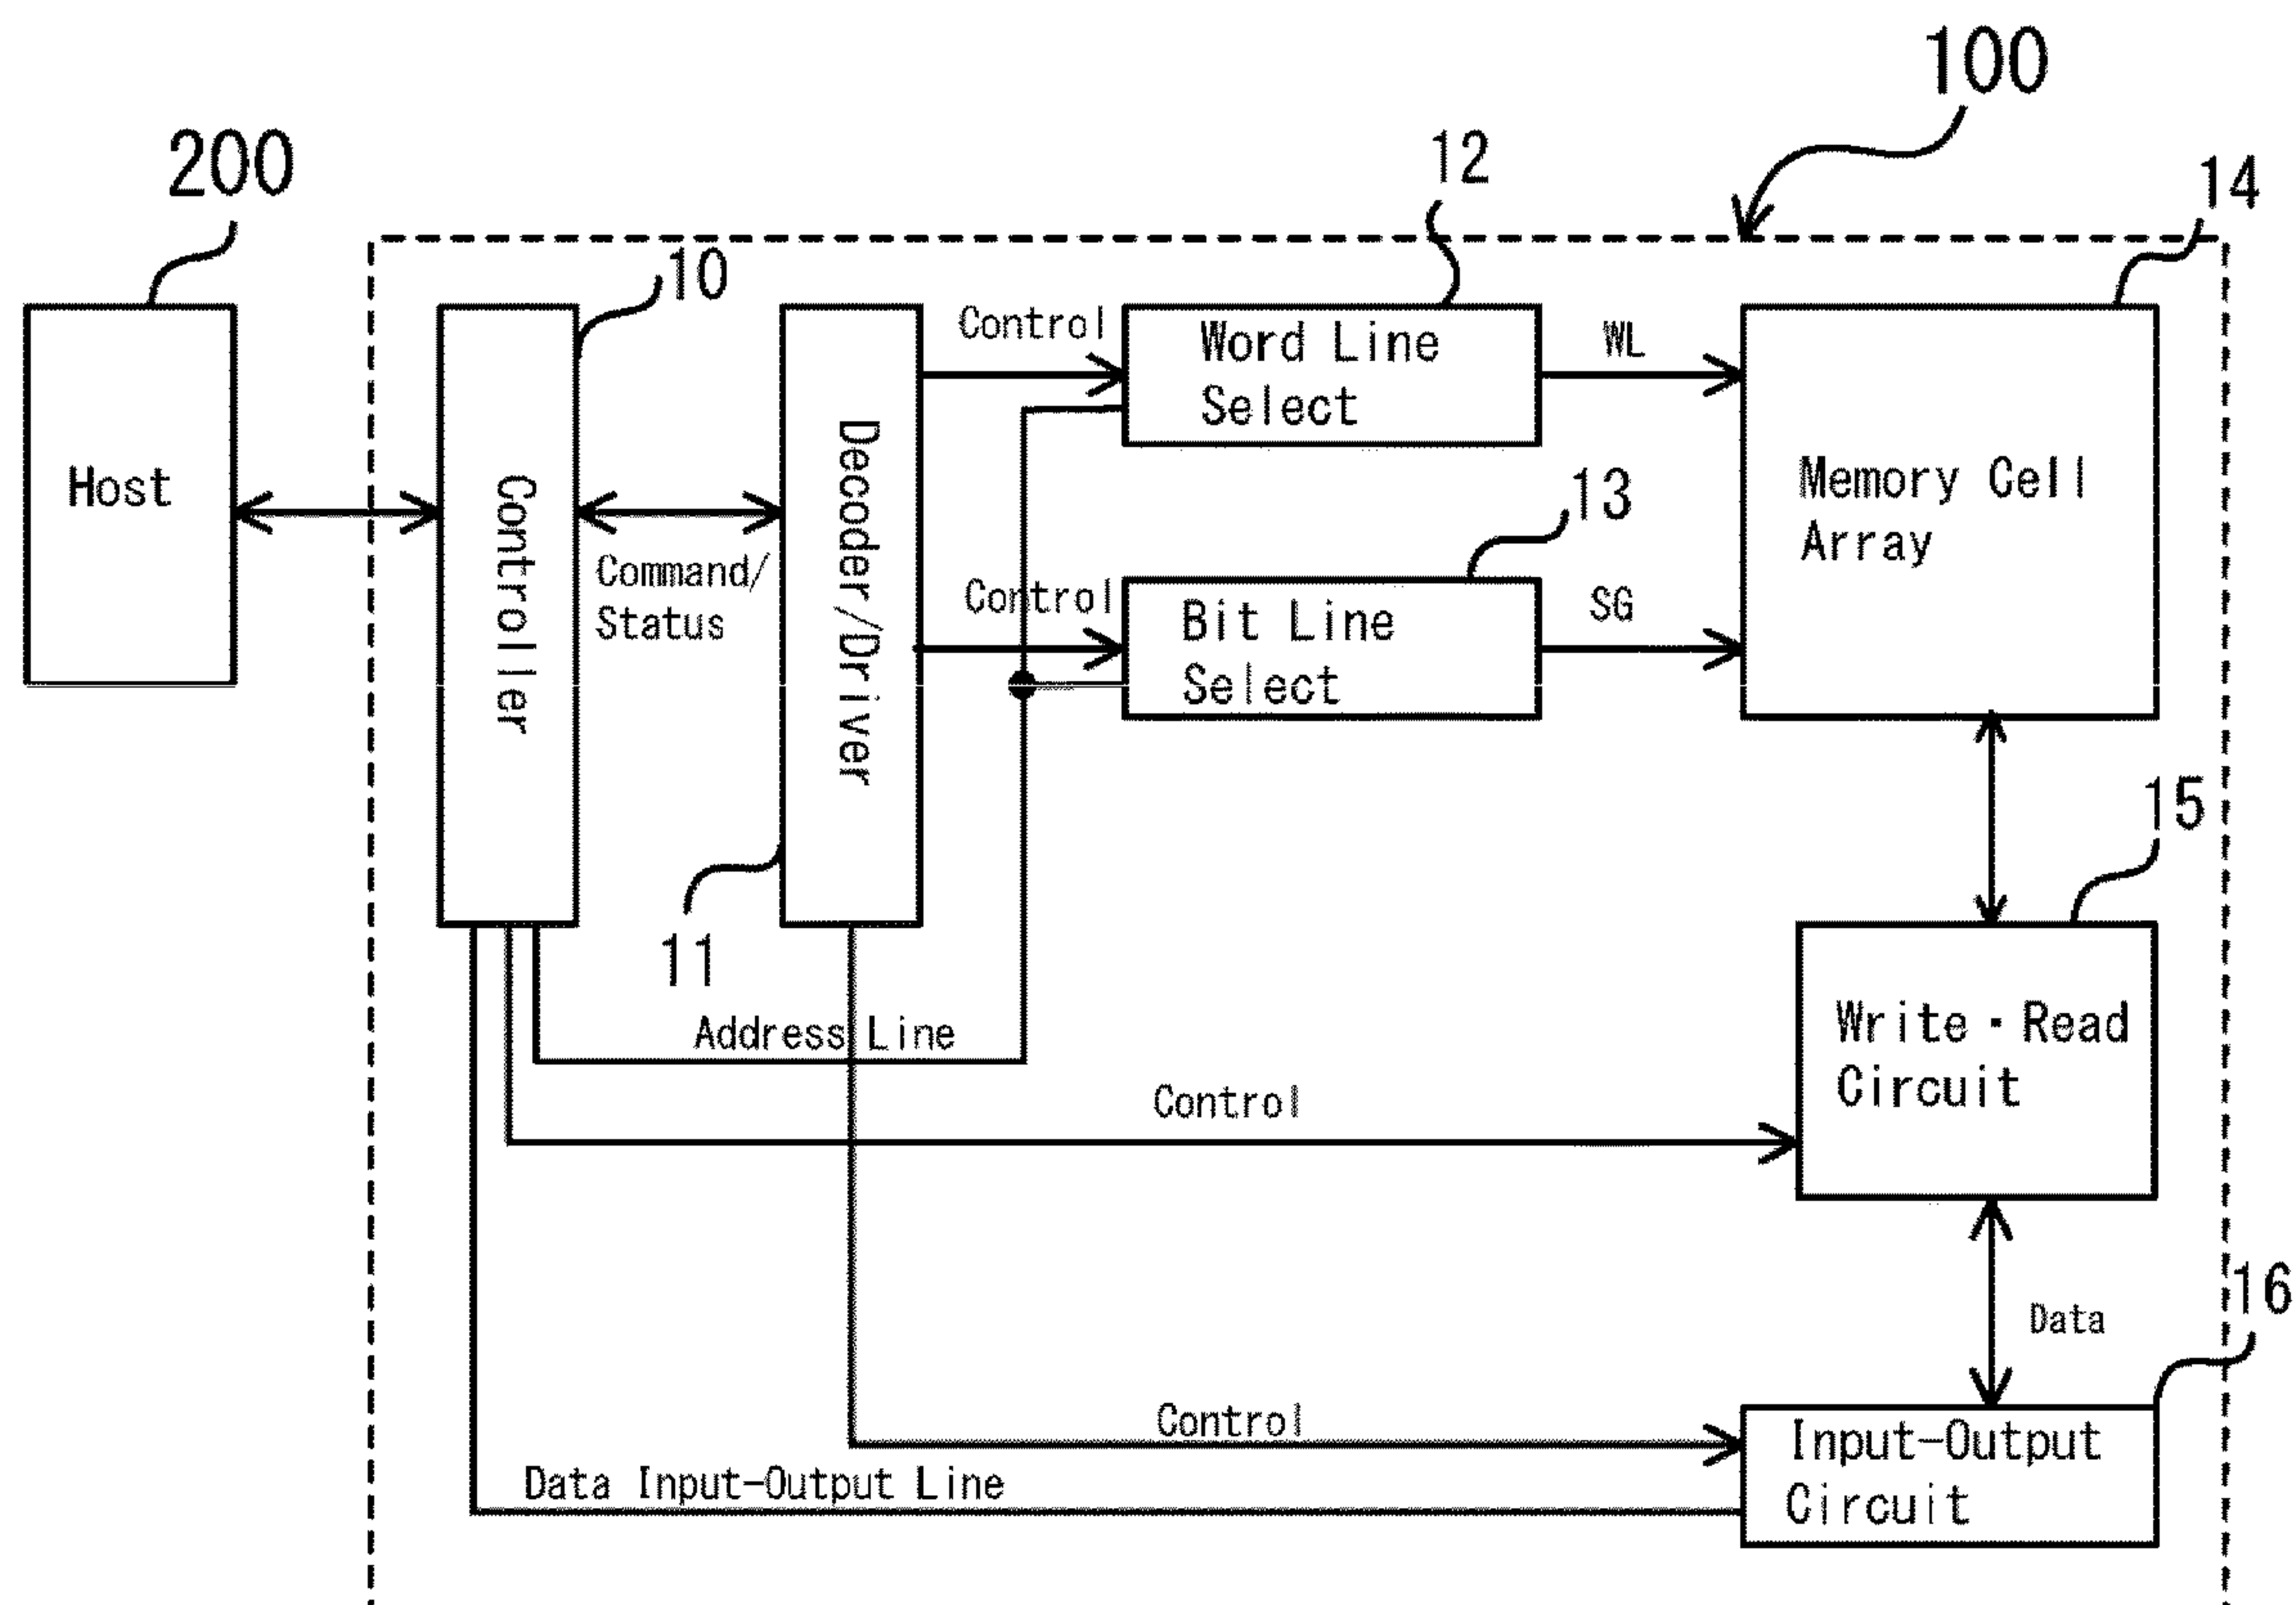 100
200
12
14
10
Host
Controller
Command/
Status
Decoder/Driver
Control
Word Line
Select
WL
Memory Cell
Array
13
Control
Bit Line
Select
SG
11
15
Address Line
Write・Read
Circuit
Control
Data
16
Control
Input-Output
Circuit
Data Input-Output Line